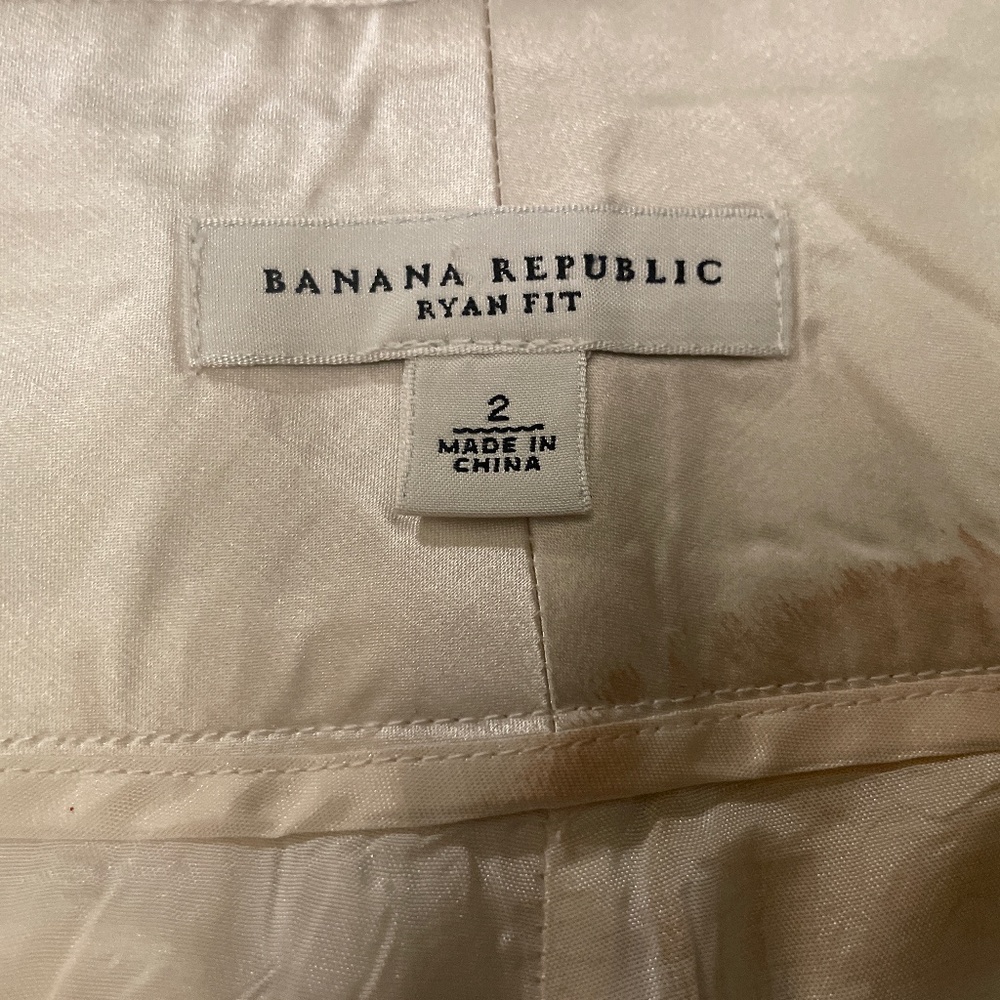 BANANA REPUBLIC
RYAN FIT
2
MADE IN
CHINA